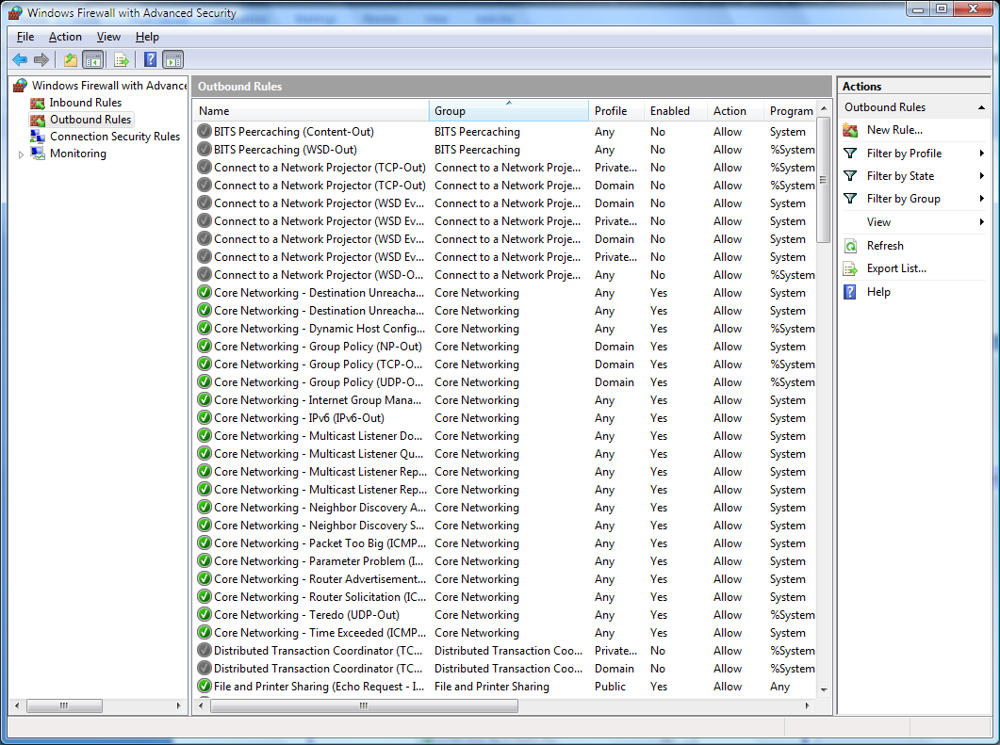 Windows Firewall with Advanced Security
File Action View Help
Windows Firewall with Advance
Inbound Rules
Outbound Rules
Connection Security Rules
Monitoring
Outbound Rules
Name Group Profile Enabled Action Program
BITS Peercaching (Content-Out) BITS Peercaching Any No Allow System
BITS Peercaching (WSD-Out) BITS Peercaching Any No Allow %System
Connect to a Network Projector (TCP-Out) Connect to a Network Proje... Private... No Allow %System
Connect to a Network Projector (TCP-Out) Connect to a Network Proje... Domain No Allow %System
Connect to a Network Projector (WSD Ev... Connect to a Network Proje... Domain No Allow System
Connect to a Network Projector (WSD Ev... Connect to a Network Proje... Private... No Allow System
Connect to a Network Projector (WSD Ev... Connect to a Network Proje... Domain No Allow System
Connect to a Network Projector (WSD Ev... Connect to a Network Proje... Private... No Allow System
Connect to a Network Projector (WSD-O... Connect to a Network Proje... Any No Allow %System
Core Networking - Destination Unreacha... Core Networking Any Yes Allow System
Core Networking - Destination Unreacha... Core Networking Any Yes Allow System
Core Networking - Dynamic Host Config... Core Networking Any Yes Allow %System
Core Networking - Group Policy (NP-Out) Core Networking Domain Yes Allow System
Core Networking - Group Policy (TCP-O... Core Networking Domain Yes Allow %System
Core Networking - Group Policy (UDP-O... Core Networking Domain Yes Allow %System
Core Networking - Internet Group Mana... Core Networking Any Yes Allow System
Core Networking - IPv6 (IPv6-Out) Core Networking Any Yes Allow System
Core Networking - Multicast Listener Do... Core Networking Any Yes Allow System
Core Networking - Multicast Listener Qu... Core Networking Any Yes Allow System
Core Networking - Multicast Listener Rep... Core Networking Any Yes Allow System
Core Networking - Multicast Listener Rep... Core Networking Any Yes Allow System
Core Networking - Neighbor Discovery A... Core Networking Any Yes Allow System
Core Networking - Neighbor Discovery S... Core Networking Any Yes Allow System
Core Networking - Packet Too Big (ICMP... Core Networking Any Yes Allow System
Core Networking - Parameter Problem (I... Core Networking Any Yes Allow System
Core Networking - Router Advertisement... Core Networking Any Yes Allow System
Core Networking - Router Solicitation (IC... Core Networking Any Yes Allow System
Core Networking - Teredo (UDP-Out) Core Networking Any Yes Allow %System
Core Networking - Time Exceeded (ICMP... Core Networking Any Yes Allow System
Distributed Transaction Coordinator (TC... Distributed Transaction Coo... Private... No Allow %System
Distributed Transaction Coordinator (TC... Distributed Transaction Coo... Domain No Allow %System
File and Printer Sharing (Echo Request - I... File and Printer Sharing Public Yes Allow Any
Actions
Outbound Rules
New Rule...
Filter by Profile
Filter by State
Filter by Group
View
Refresh
Export List...
Help